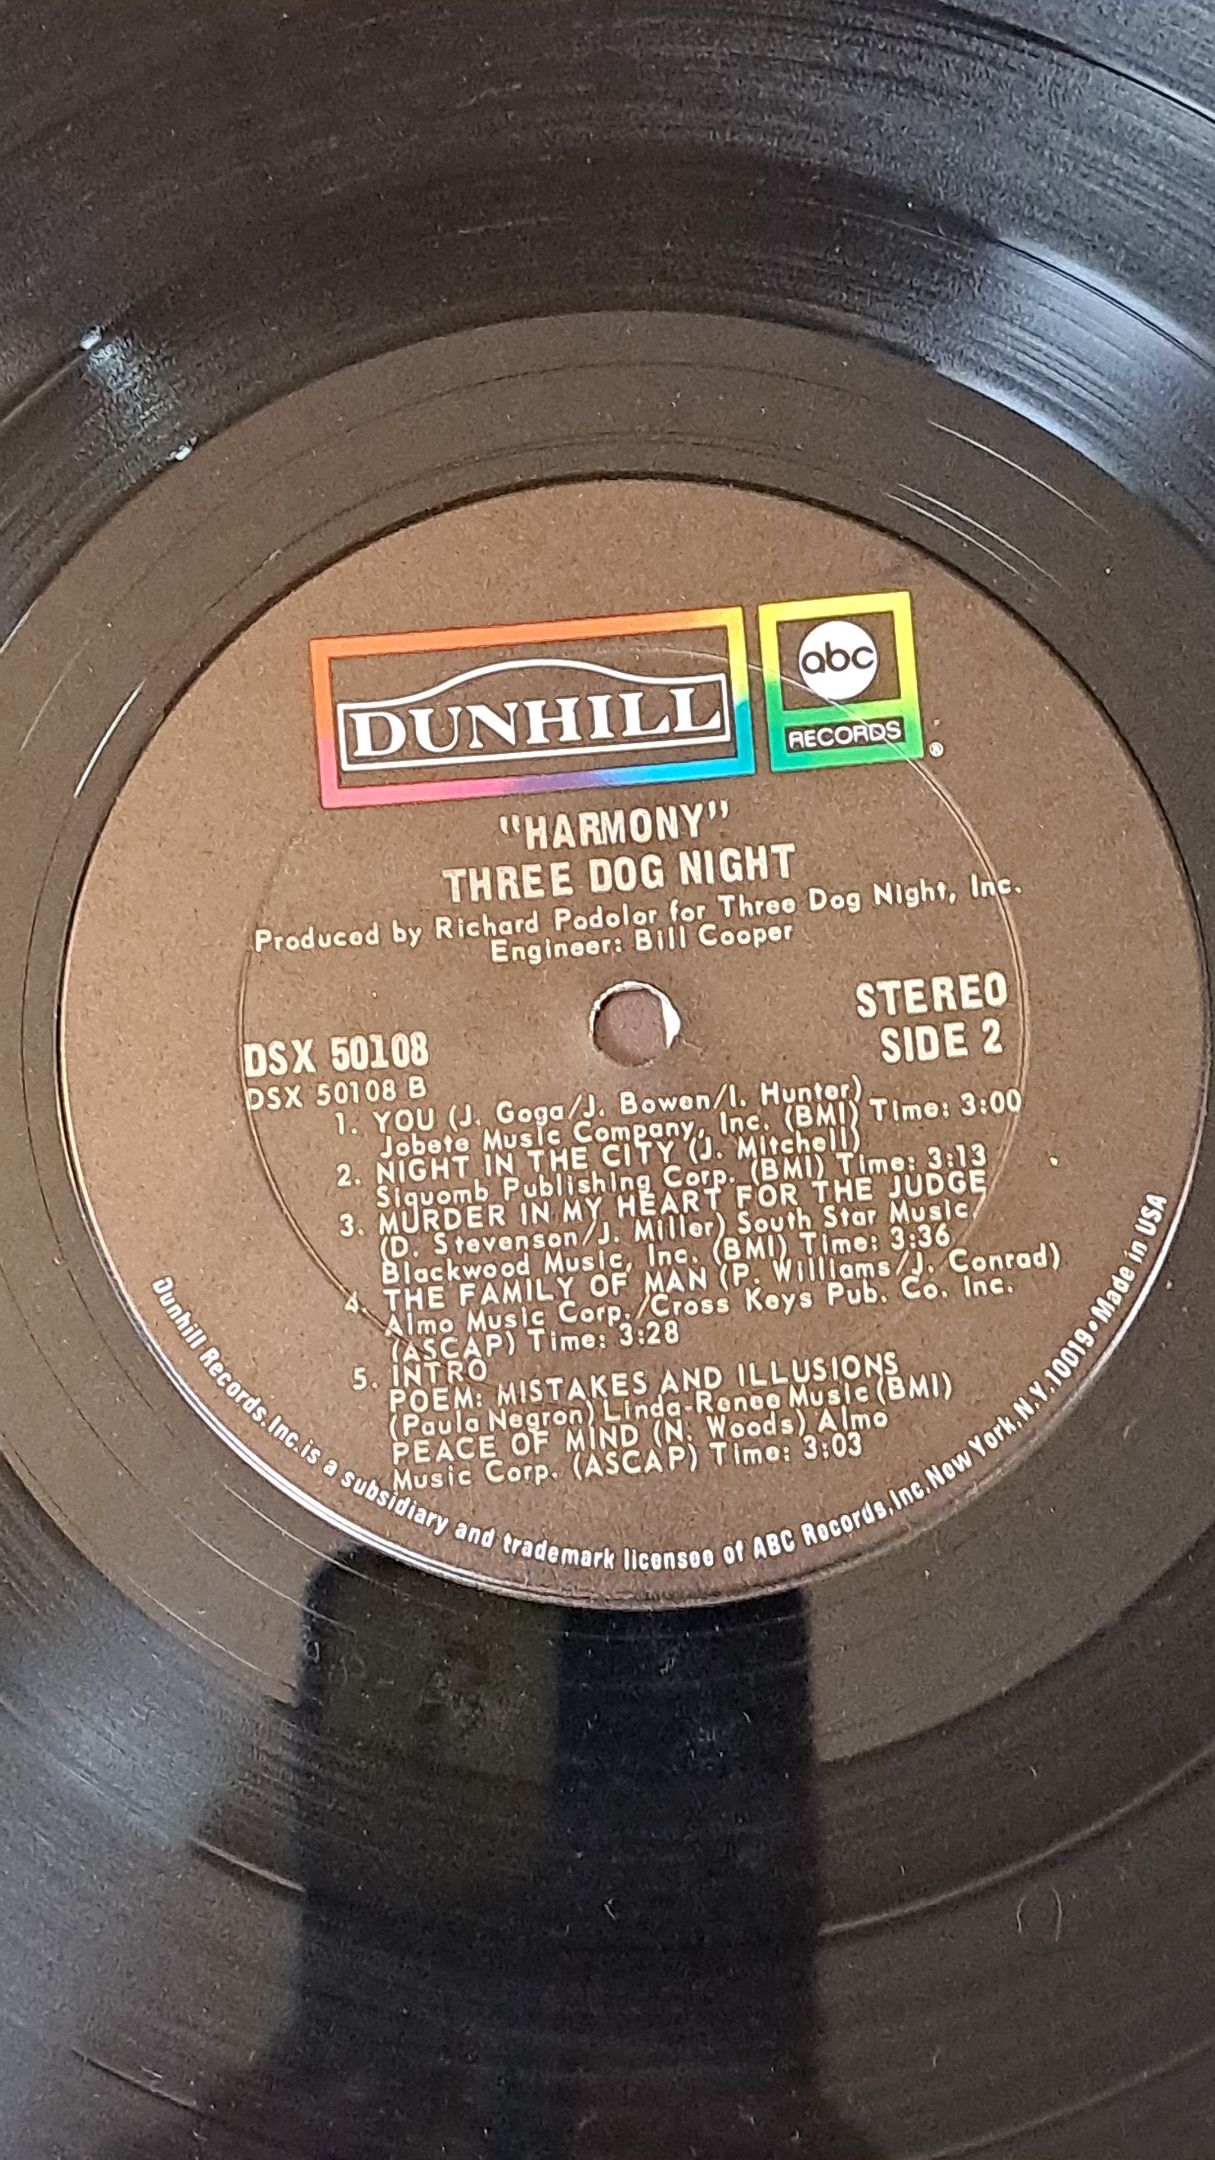 DUNHILL
abc
RECORDS
®
"HARMONY"
THREE DOG NIGHT
Produced by Richard Podolor for Three Dog Night, Inc.
Engineer: Bill Cooper
STEREO
SIDE 2
DSX 50108
DSX 50108 B
1. YOU (J. Goga/J. Bowen/I. Hunter)
Jobete Music Company, Inc. (BMI) Time: 3:00
2. NIGHT IN THE CITY (J. Mitchell)
Siquomb Publishing Corp. (BMI) Time: 3:13
3. MURDER IN MY HEART FOR THE JUDGE
(D. Stevenson/J. Miller) South Star Music,
Blackwood Music, Inc. (BMI) Time: 3:36
4. THE FAMILY OF MAN (P. Williams/J. Conrad)
Almo Music Corp./Cross Keys Pub. Co. Inc.
(ASCAP) Time: 3:28
5. INTRO
POEM: MISTAKES AND ILLUSIONS
(Paula Negron) Linda-Renee Music (BMI)
PEACE OF MIND (N. Woods) Almo
Music Corp. (ASCAP) Time: 3:03
Dunhill Records, Inc. is a subsidiary and trademark licensee of ABC Records, Inc. New York, N.Y. 10019 • Made in USA